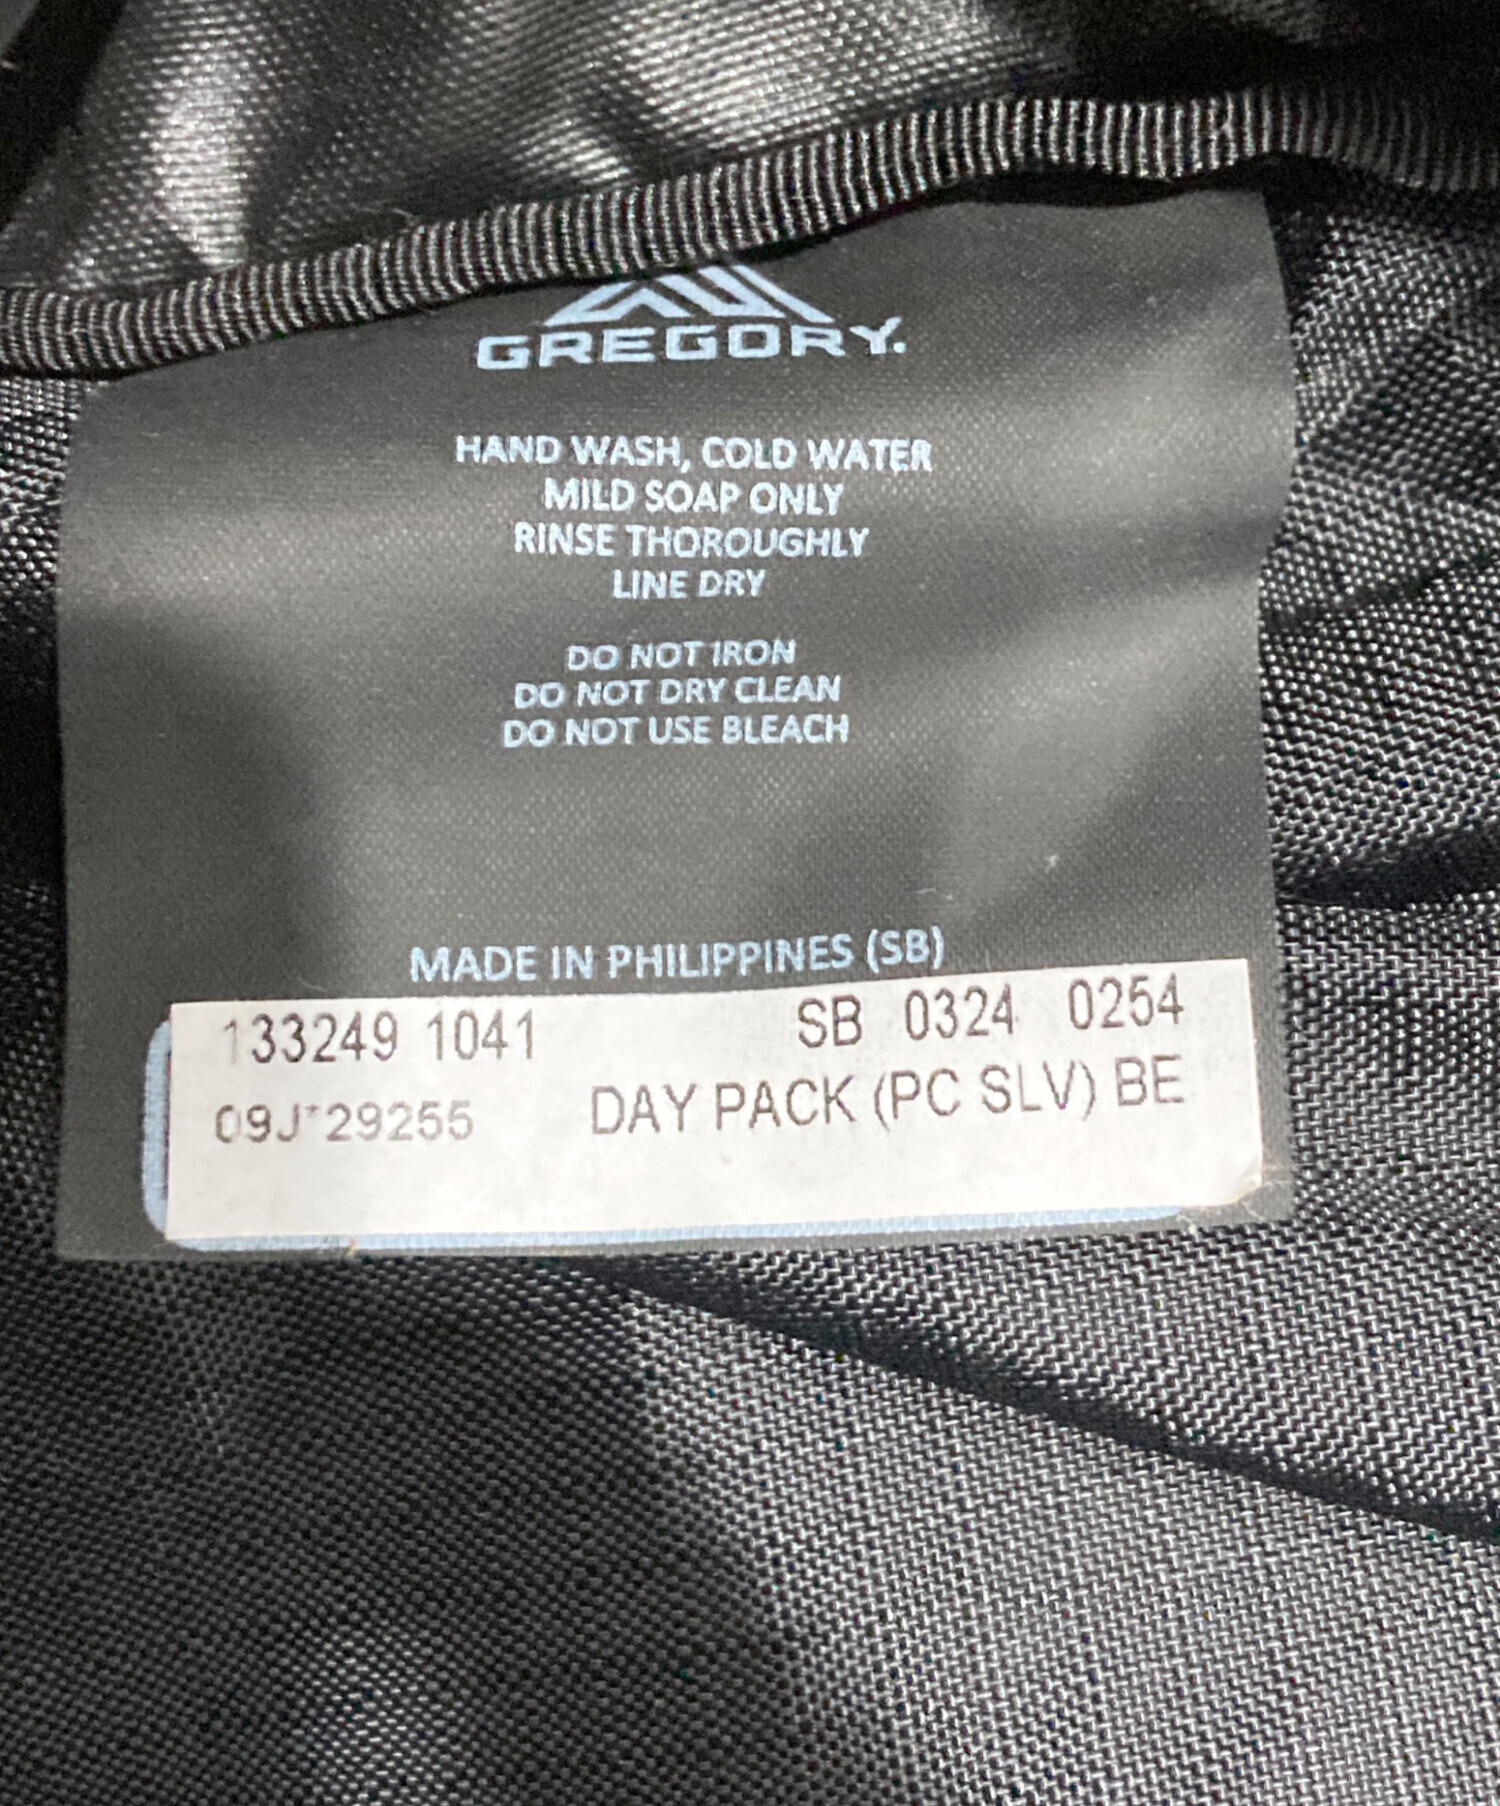 GREGORY.
HAND WASH, COLD WATER
MILD SOAP ONLY
RINSE THOROUGHLY
LINE DRY
DO NOT IRON
DO NOT DRY CLEAN
DO NOT USE BLEACH
MADE IN PHILIPPINES (SB)
133249 1041 SB 0324 0254
09J*29255 DAY PACK (PC SLV) BE